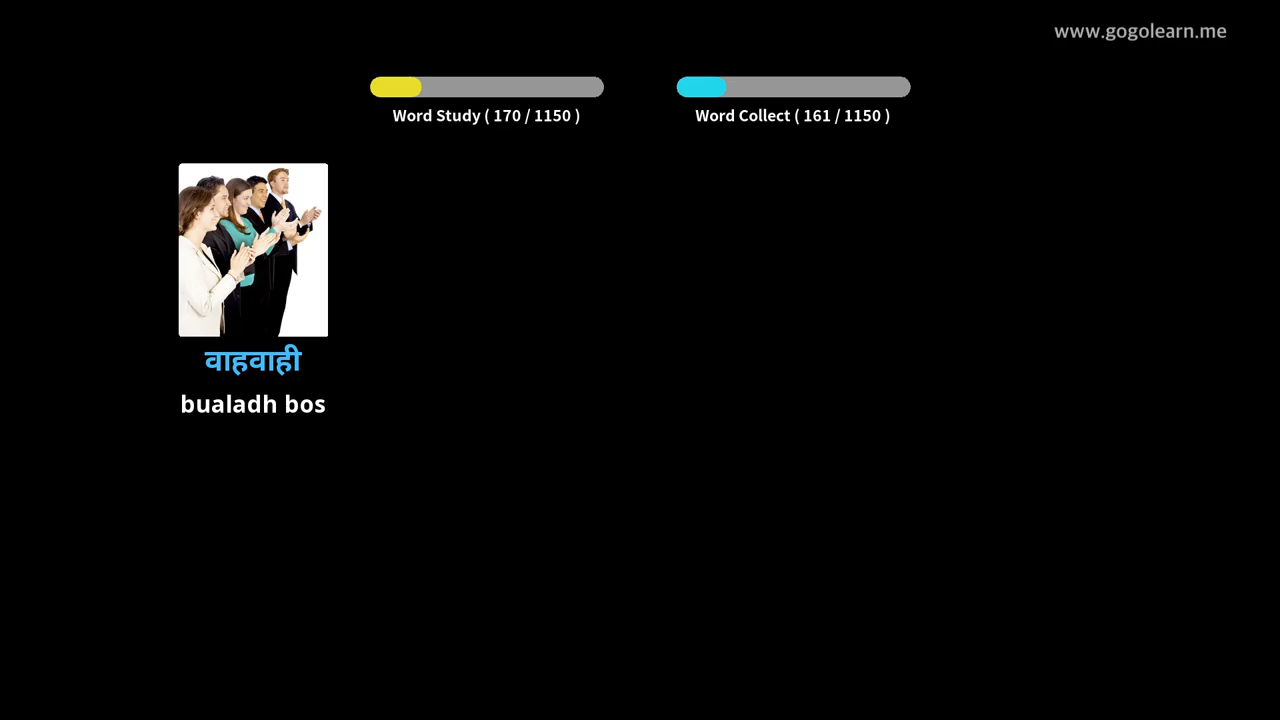 www.gogolearn.me
Word Study ( 170 / 1150 )
Word Collect ( 161 / 1150 )
वाहवाही
bualadh bos